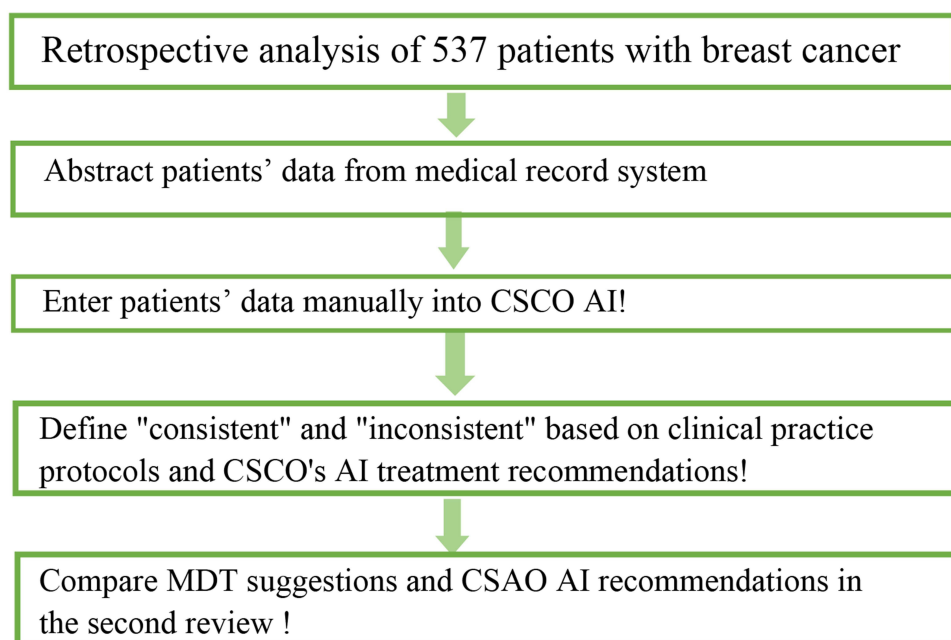 Retrospective analysis of 537 patients with breast cancer
Abstract patients’ data from medical record system
Enter patients’ data manually into CSCO AI!
Define "consistent" and "inconsistent" based on clinical practice
protocols and CSCO's AI treatment recommendations!
Compare MDT suggestions and CSAO AI recommendations in
the second review !